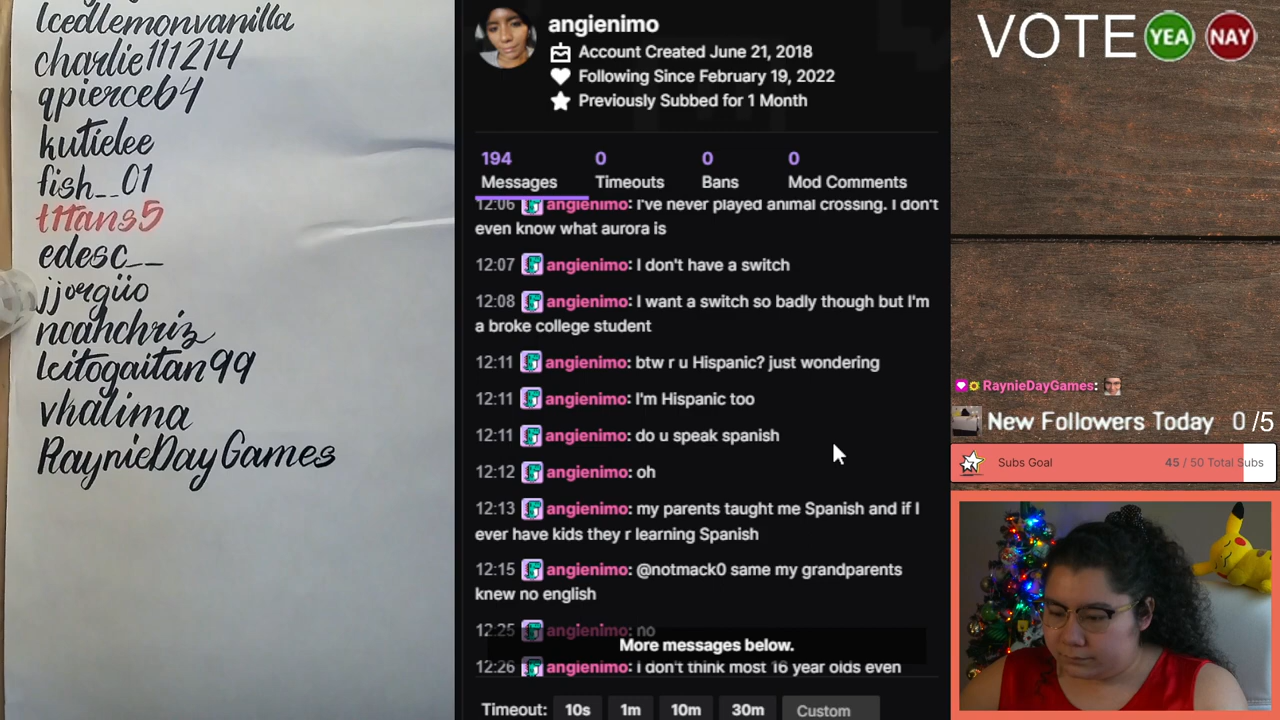 Icedlemonvanilla
charlie111214
qpierce64
kutielee
fish__01
t1tans5
edesc__
jjorgüo
noahchriz
leitogaitan99
vhalima
RaynieDayGames
angienimo
Account Created June 21, 2018
Following Since February 19, 2022
Previously Subbed for 1 Month
194 0 0 0
Messages Timeouts Bans Mod Comments
12:06 angienimo: I've never played animal crossing. I don't
even know what aurora is
12:07 angienimo: I don't have a switch
12:08 angienimo: I want a switch so badly though but I'm
a broke college student
12:11 angienimo: btw r u Hispanic? just wondering
12:11 angienimo: I'm Hispanic too
12:11 angienimo: do u speak spanish
12:12 angienimo: oh
12:13 angienimo: my parents taught me Spanish and if I
ever have kids they r learning Spanish
12:15 angienimo: @notmack0 same my grandparents
knew no english
12:25 angienimo: no
More messages below.
12:26 angienimo: I don't think most 16 year olds even
Timeout: 10s 1m 10m 30m Custom
VOTE YEA NAY
RaynieDayGames:
New Followers Today 0 /5
Subs Goal 45 / 50 Total Subs